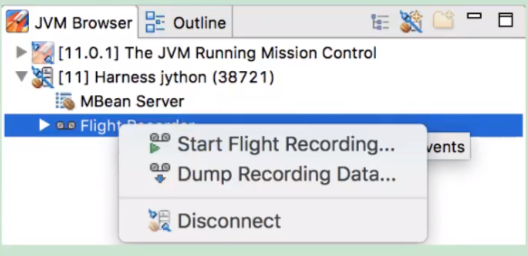 JVM Browser
Outline
[11.0.1] The JVM Running Mission Control
[11] Harness jython (38721)
MBean Server
Flight Recorder
Start Flight Recording...
vents
Dump Recording Data...
Disconnect